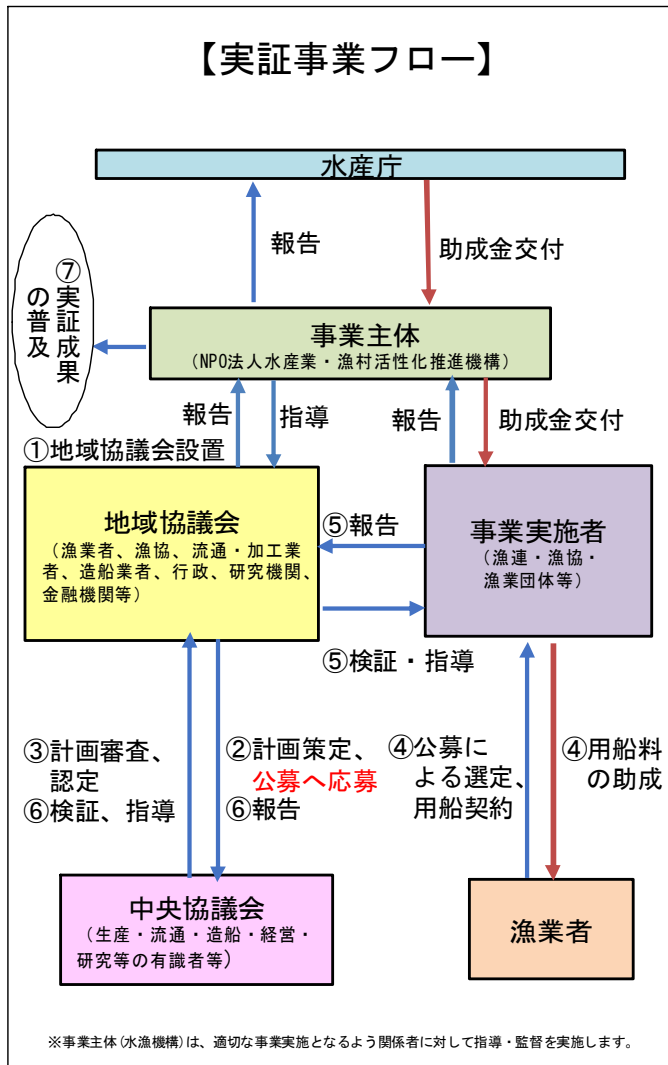 【実証事業フロー】
水産庁
報告
助成金交付
⑦実証成果
の普及
事業主体
（NPO法人水産業・漁村活性化推進機構）
報告
指導
報告
助成金交付
①地域協議会設置
地域協議会
（漁業者、漁協、流通・加工業
者、造船業者、行政、研究機関、
金融機関等）
⑤報告
事業実施者
（漁連・漁協・
漁業団体等）
⑤検証・指導
③計画審査、
認定
⑥検証、指導
②計画策定、
公募へ応募
⑥報告
④公募に
よる選定、
用船契約
④用船料
の助成
中央協議会
（生産・流通・造船・経営・
研究等の有識者等）
漁業者
※事業主体（水漁機構）は、適切な事業実施となるよう関係者に対して指導・監督を実施します。